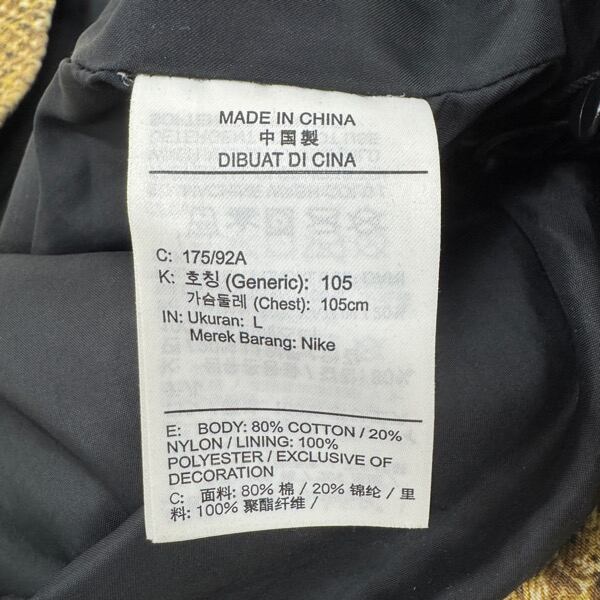 MADE IN CHINA
中国製
DIBUAT DI CINA
C: 175/92A
K: 호칭 (Generic): 105
가슴둘레 (Chest): 105cm
IN: Ukuran: L
Merek Barang: Nike
E: BODY: 80% COTTON / 20%
NYLON / LINING: 100%
POLYESTER / EXCLUSIVE OF
DECORATION
C: 面料: 80% 棉 / 20% 锦纶 / 里
料: 100% 聚酯纤维 /